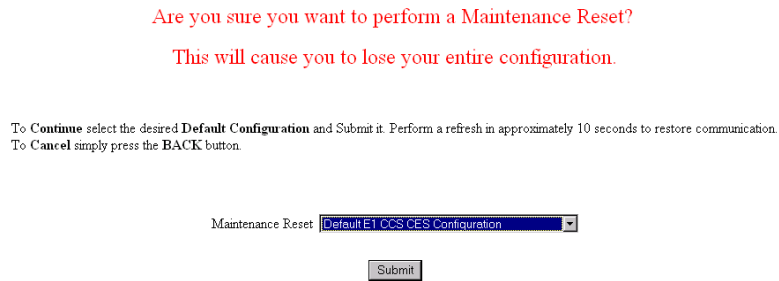 Are you sure you want to perform a Maintenance Reset?
This will cause you to lose your entire configuration.
To Continue select the desired Default Configuration and Submit it. Perform a refresh in approximately 10 seconds to restore communication.
To Cancel simply press the BACK button.
Maintenance Reset Default E1 CCS CES Configuration
Submit